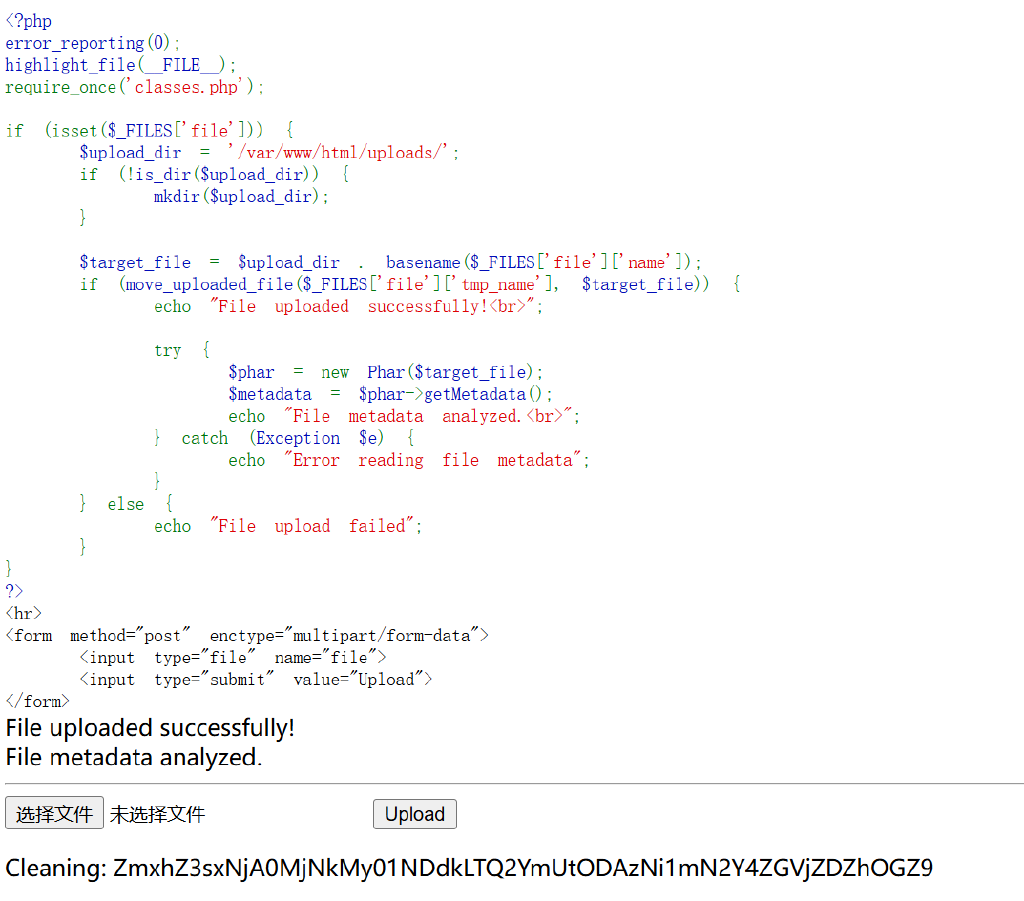 <?php
error_reporting(0);
highlight_file(__FILE__);
require_once('classes.php');
if (isset($_FILES['file'])) {
$upload_dir = '/var/www/html/uploads/';
if (!is_dir($upload_dir)) {
mkdir($upload_dir);
}
$target_file = $upload_dir . basename($_FILES['file']['name']);
if (move_uploaded_file($_FILES['file']['tmp_name'], $target_file)) {
echo "File uploaded successfully!<br>";
try {
$phar = new Phar($target_file);
$metadata = $phar->getMetadata();
echo "File metadata analyzed.<br>";
} catch (Exception $e) {
echo "Error reading file metadata";
}
} else {
echo "File upload failed";
}
}
?>
<hr>
<form method="post" enctype="multipart/form-data">
<input type="file" name="file">
<input type="submit" value="Upload">
</form>
File uploaded successfully!
File metadata analyzed.
选择文件 未选择文件 Upload
Cleaning: ZmxhZ3sxNjA0MjNkMy01NDdkLTQ2YmUtODAzNi1mN2Y4ZGVjZDZhOGZ9